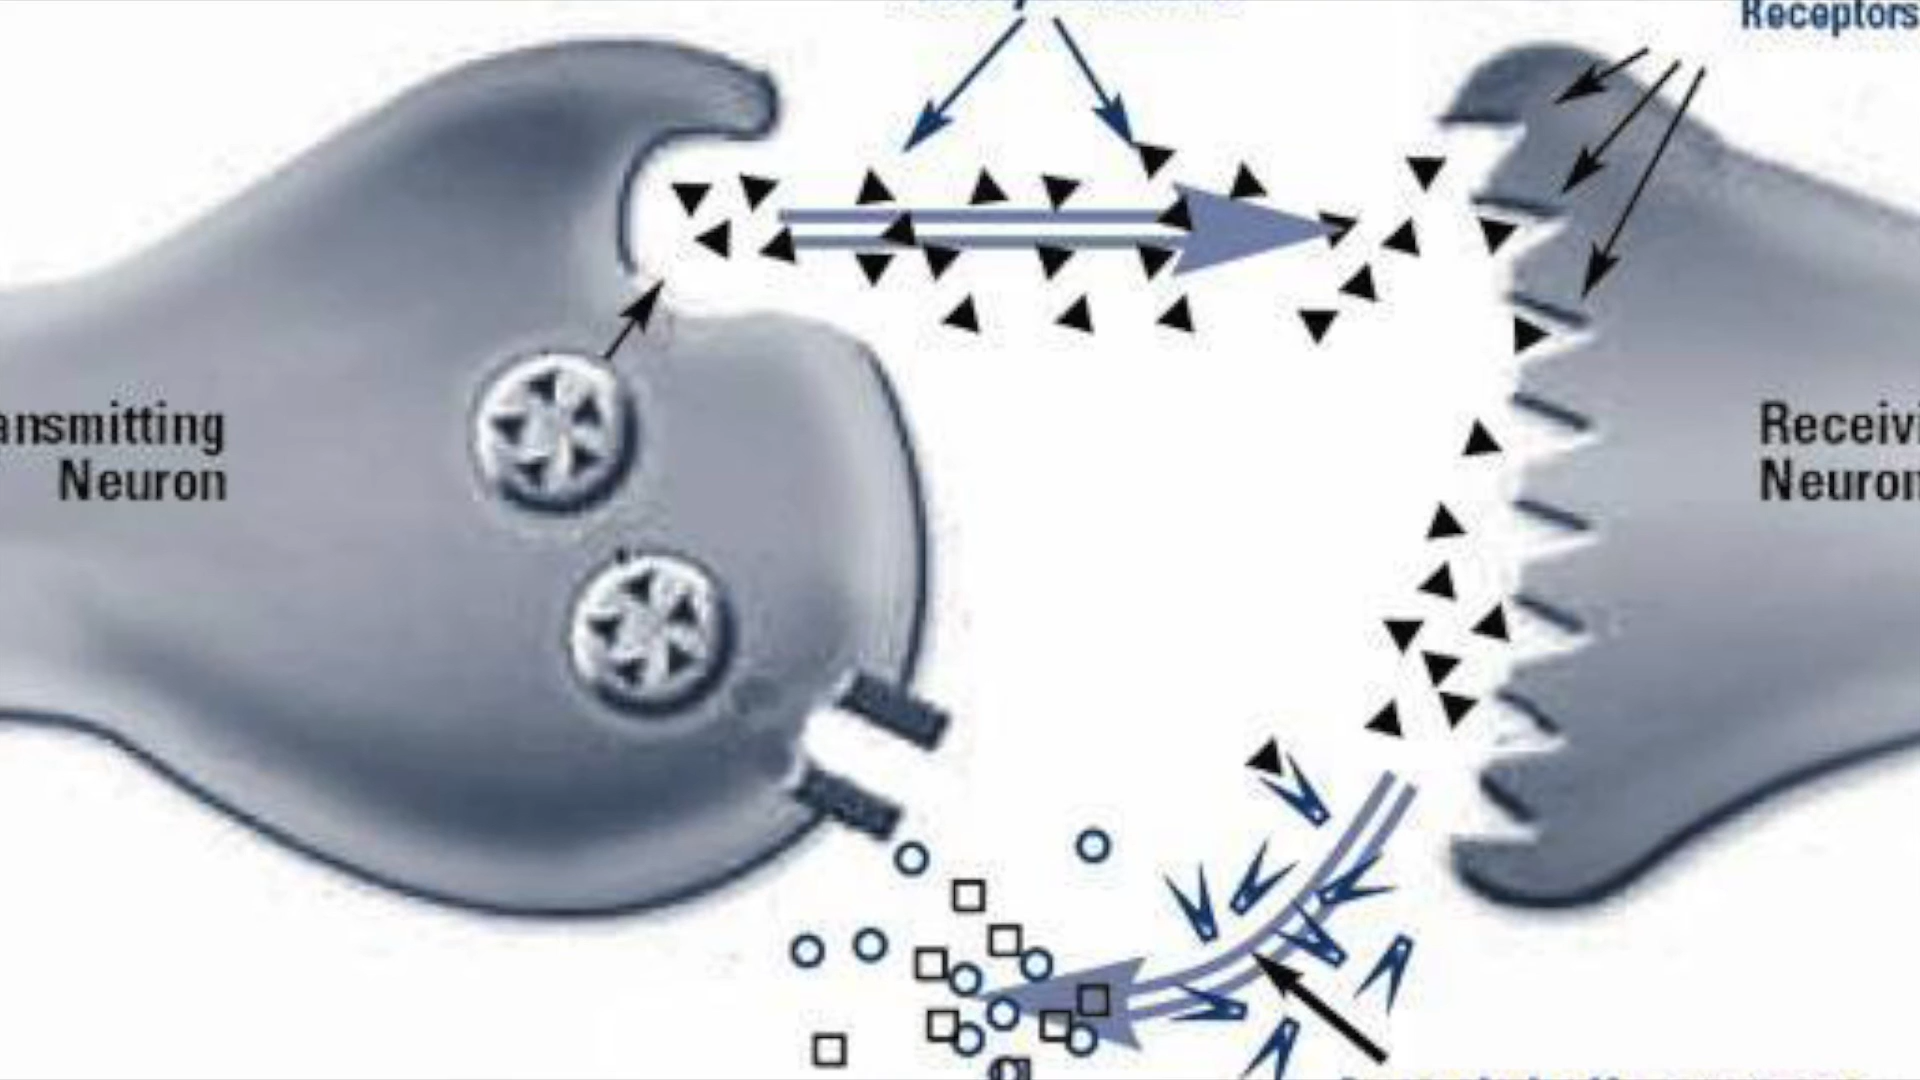 Receptors
ansmitting
Neuron
Receivi
Neuron